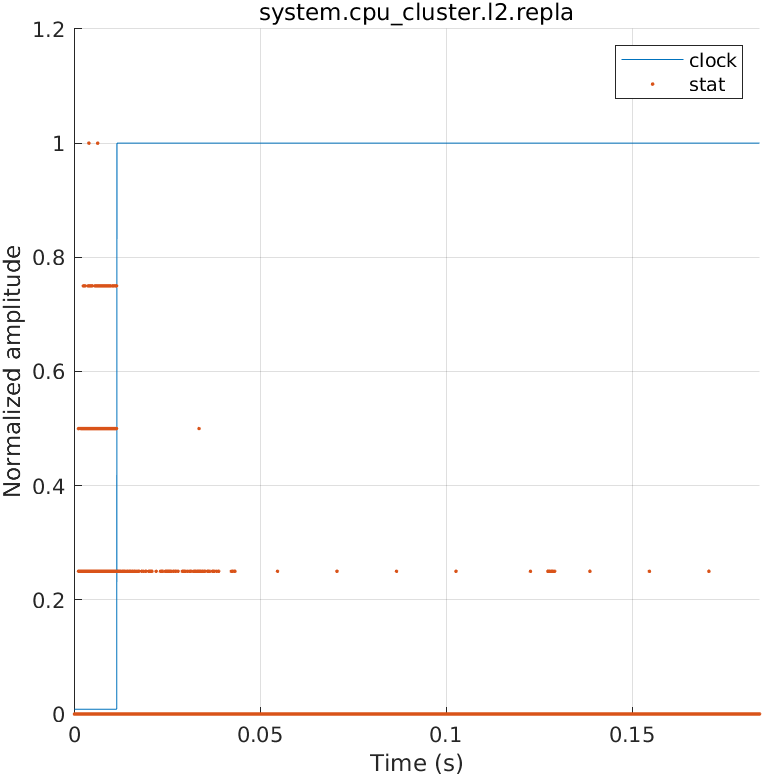 system.cpu_cluster.l2.repla
1.2
clock
stat
1
0.8
0.6
0.4
0.2
0
Normalized amplitude
0
0.05
0.1
0.15
Time (s)